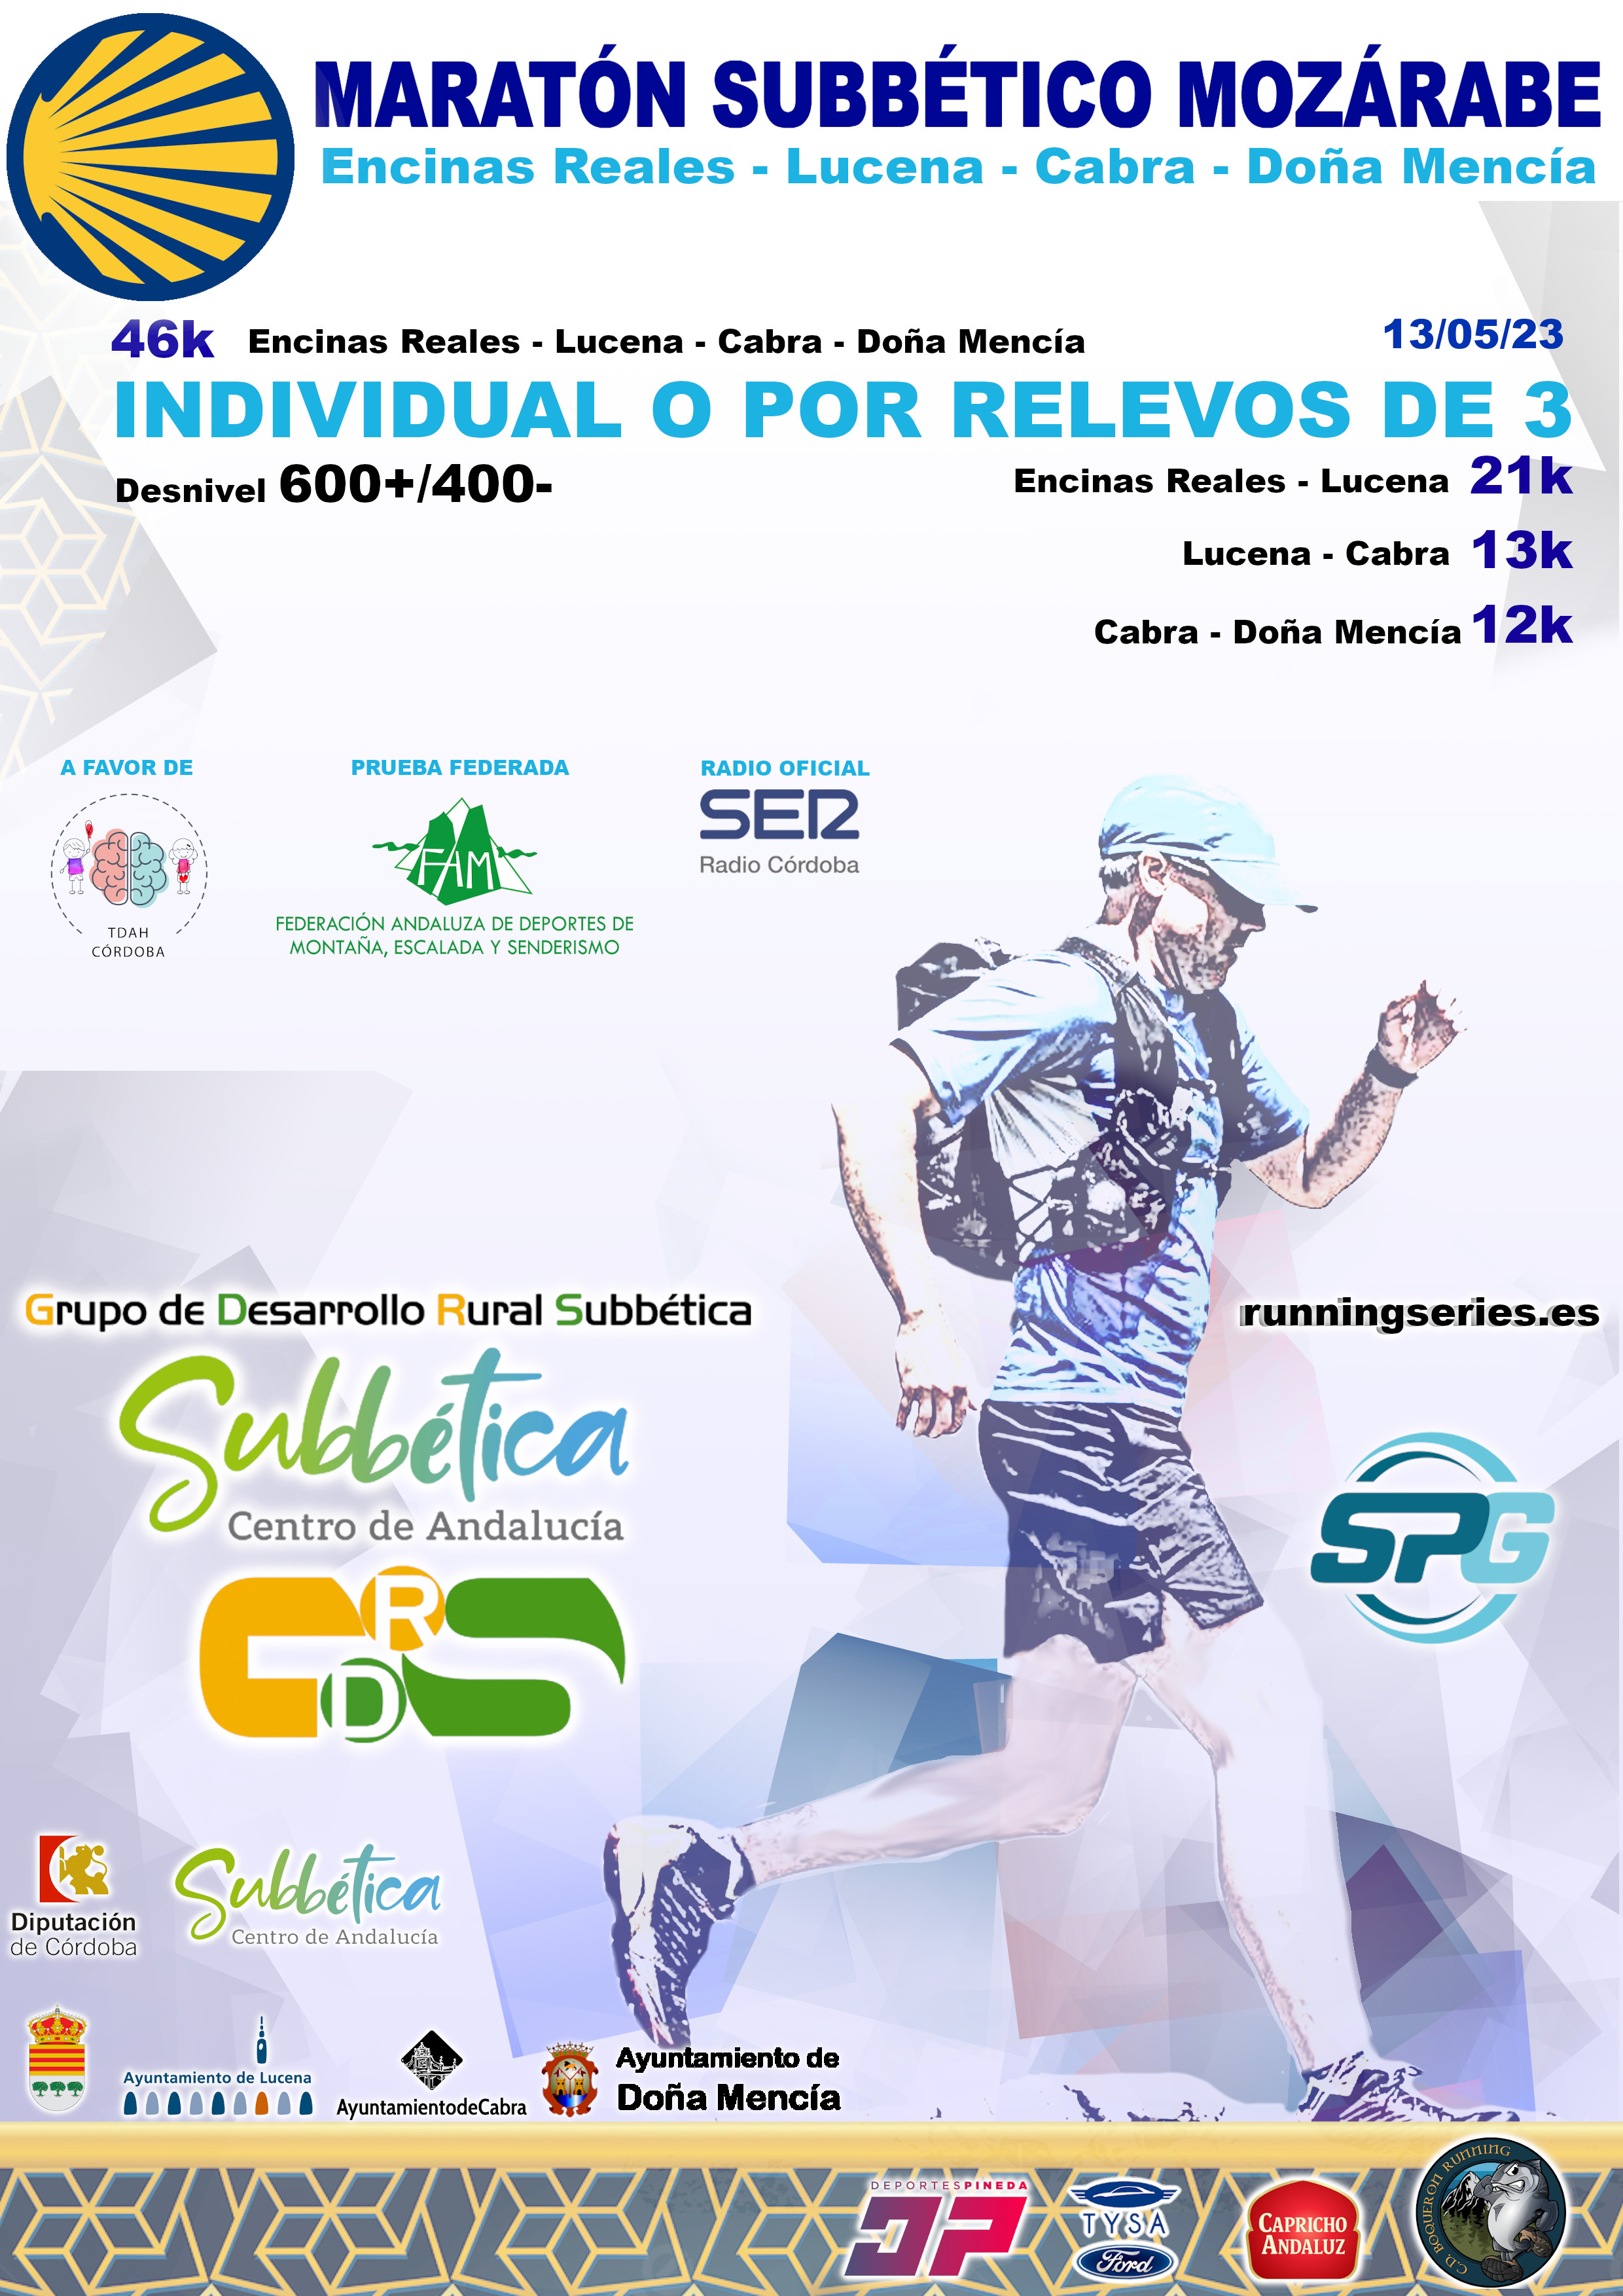 MARATÓN SUBBÉTICO MOZÁRABE
Encinas Reales - Lucena - Cabra - Doña Mencía
46k Encinas Reales - Lucena - Cabra - Doña Mencía 13/05/23
INDIVIDUAL O POR RELEVOS DE 3
Desnivel 600+/400-
Encinas Reales - Lucena 21k
Lucena - Cabra 13k
Cabra - Doña Mencía 12k
A FAVOR DE
TDAH
CÓRDOBA
PRUEBA FEDERADA
FAM
FEDERACIÓN ANDALUZA DE DEPORTES DE
MONTAÑA, ESCALADA Y SENDERISMO
RADIO OFICIAL
SER
Radio Córdoba
Grupo de Desarrollo Rural Subbética
Subbética
Centro de Andalucía
GDRS
runningseries.es
SPG
Diputación
de Córdoba
Subbética
Centro de Andalucía
Ayuntamiento de Lucena
AyuntamientodeCabra
Ayuntamiento de
Doña Mencía
DEPORTESPINEDA
DP
TYSA
Ford
CAPRICHO
ANDALUZ
C.D. BOQUERON RUNNING